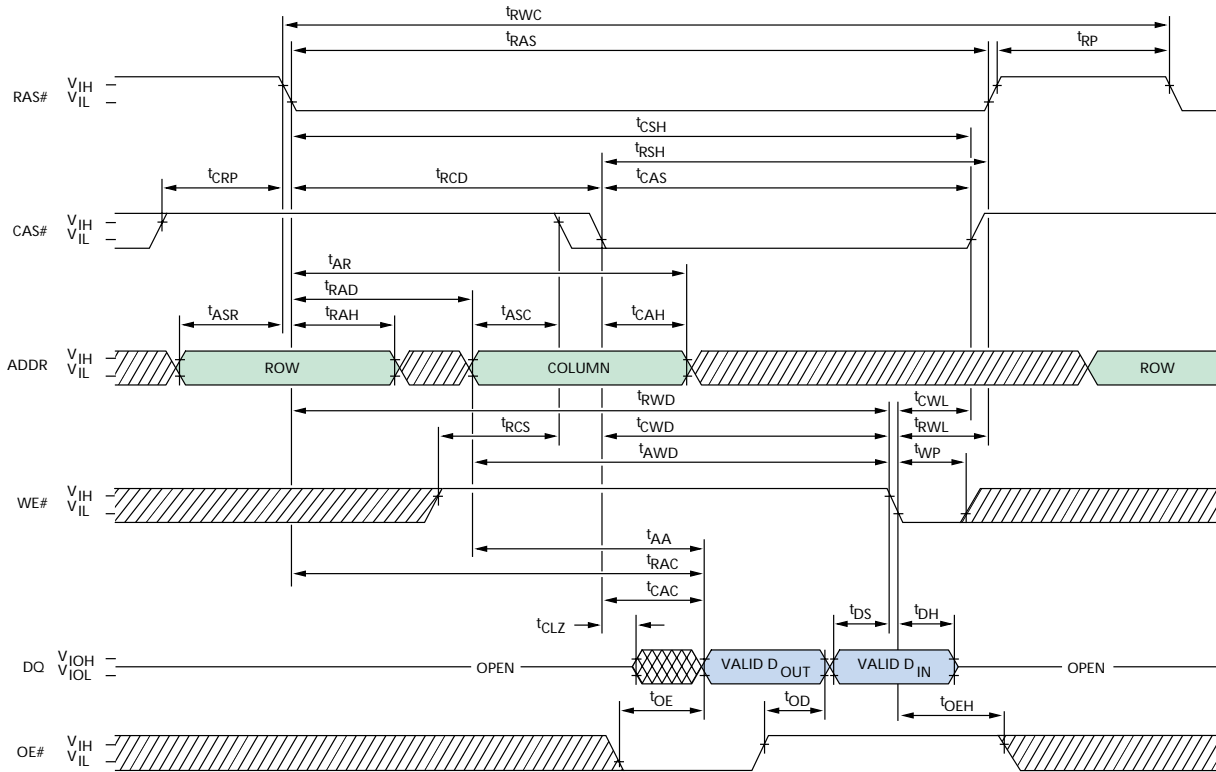 tRWC
tRAS
tRP
RAS# VIH
VIL
tCSH
tRSH
tCRP tRCD tCAS
CAS# VIH
VIL
tAR
tRAD
tASR tRAH tASC tCAH
ADDR VIH
VIL
ROW COLUMN ROW
tRWD tCWL
tRCS tCWD tRWL
tAWD tWP
WE# VIH
VIL
tAA
tRAC
tCAC
tCLZ tDS tDH
DQ VIOH
VIOL
OPEN VALID DOUT VALID DIN OPEN
tOE tOD tOEH
OE# VIH
VIL